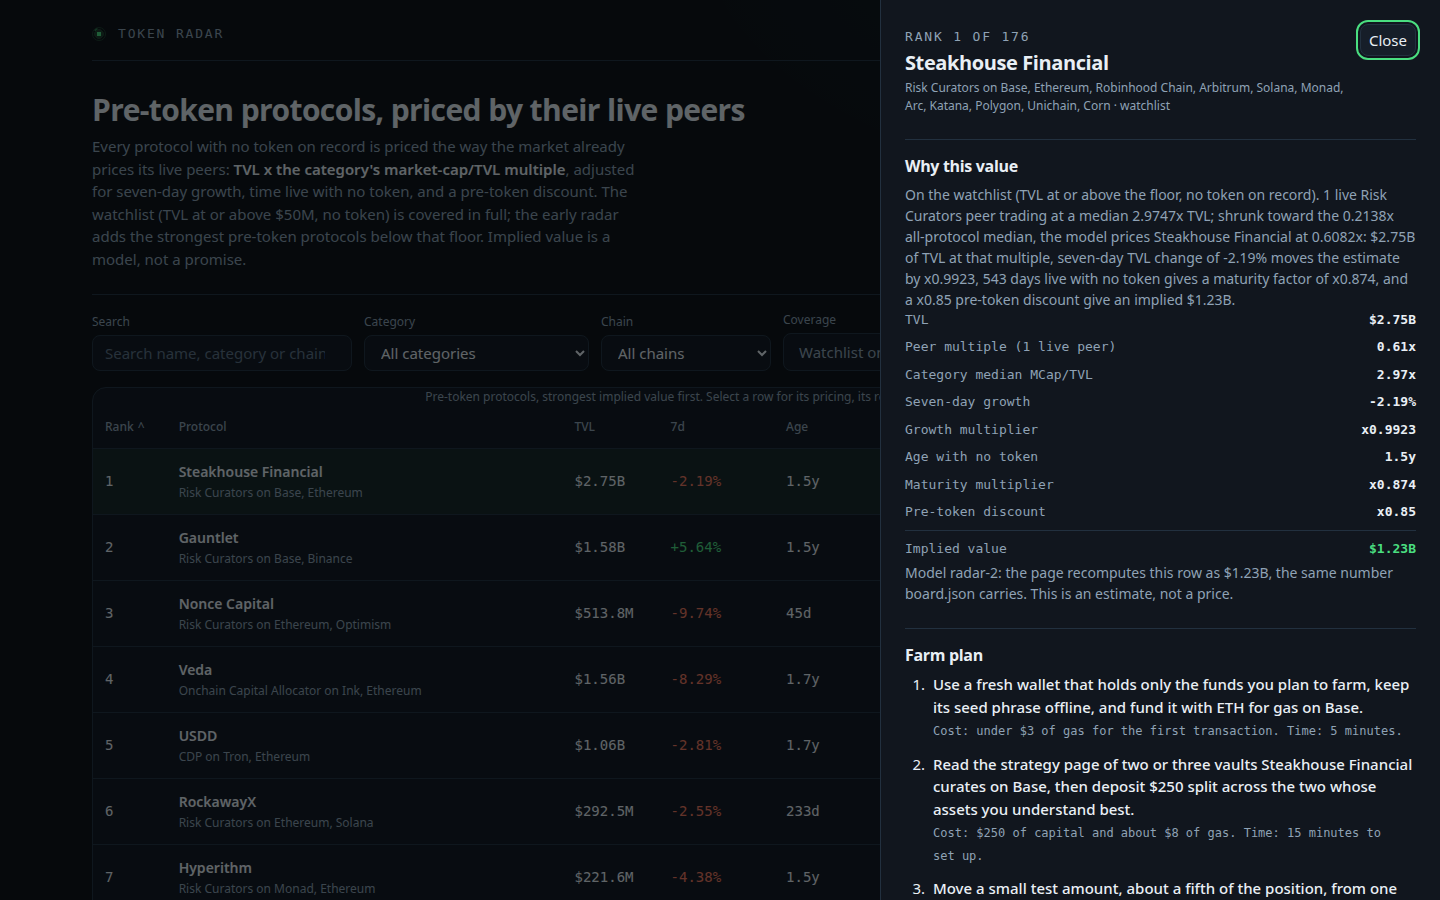 TOKEN RADAR
Pre-token protocols, priced by their live peers
Every protocol with no token on record is priced the way the market already
prices its live peers: TVL x the category's market-cap/TVL multiple, adjusted
for seven-day growth, time live with no token, and a pre-token discount. The
watchlist (TVL at or above $50M, no token) is covered in full; the early radar
adds the strongest pre-token protocols below that floor. Implied value is a
model, not a promise.
Search Category Chain Coverage
Search name, category or chain All categories All chains Watchlist
Pre-token protocols, strongest implied value first. Select a row for its pricing, its
Rank ^ Protocol TVL 7d Age
1 Steakhouse Financial $2.75B -2.19% 1.5y
Risk Curators on Base, Ethereum
2 Gauntlet $1.58B +5.64% 1.5y
Risk Curators on Base, Binance
3 Nonce Capital $513.8M -9.74% 45d
Risk Curators on Ethereum, Optimism
4 Veda $1.56B -8.29% 1.7y
Onchain Capital Allocator on Ink, Ethereum
5 USDD $1.06B -2.81% 1.7y
CDP on Tron, Ethereum
6 RockawayX $292.5M -2.55% 233d
Risk Curators on Ethereum, Solana
7 Hyperithm $221.6M -4.38% 1.5y
Risk Curators on Monad, Ethereum
RANK 1 OF 176
Close
Steakhouse Financial
Risk Curators on Base, Ethereum, Robinhood Chain, Arbitrum, Solana, Monad,
Arc, Katana, Polygon, Unichain, Corn · watchlist
Why this value
On the watchlist (TVL at or above the floor, no token on record). 1 live Risk
Curators peer trading at a median 2.9747x TVL; shrunk toward the 0.2138x
all-protocol median, the model prices Steakhouse Financial at 0.6082x: $2.75B
of TVL at that multiple, seven-day TVL change of -2.19% moves the estimate
by x0.9923, 543 days live with no token gives a maturity factor of x0.874, and
a x0.85 pre-token discount give an implied $1.23B.
TVL $2.75B
Peer multiple (1 live peer) 0.61x
Category median MCap/TVL 2.97x
Seven-day growth -2.19%
Growth multiplier x0.9923
Age with no token 1.5y
Maturity multiplier x0.874
Pre-token discount x0.85
Implied value $1.23B
Model radar-2: the page recomputes this row as $1.23B, the same number
board.json carries. This is an estimate, not a price.
Farm plan
1. Use a fresh wallet that holds only the funds you plan to farm, keep
its seed phrase offline, and fund it with ETH for gas on Base.
Cost: under $3 of gas for the first transaction. Time: 5 minutes.
2. Read the strategy page of two or three vaults Steakhouse Financial
curates on Base, then deposit $250 split across the two whose
assets you understand best.
Cost: $250 of capital and about $8 of gas. Time: 15 minutes to
set up.
3. Move a small test amount, about a fifth of the position, from one